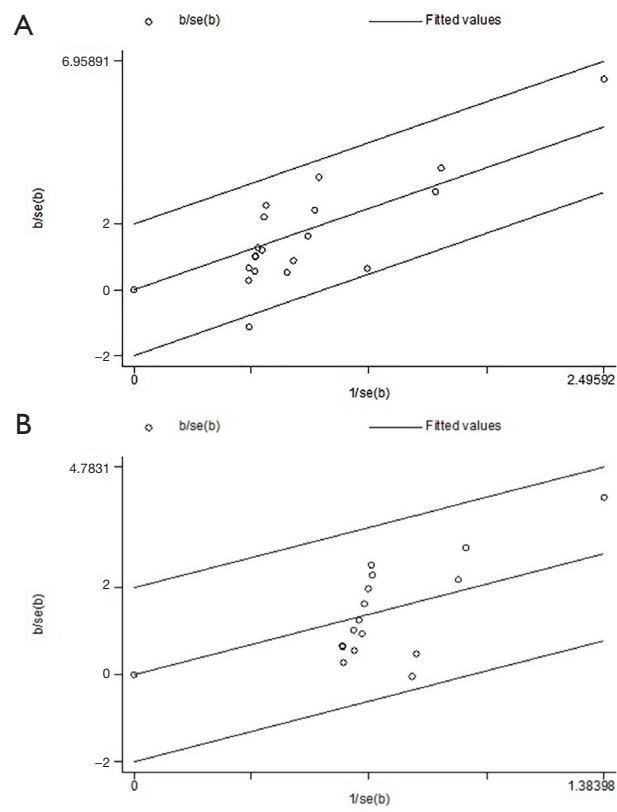 A
b/se(b) Fitted values
6.95891
2
0
−2
b/se(b)
0 2.49592
1/se(b)
B
b/se(b) Fitted values
4.7831
2
0
−2
b/se(b)
0 1.38398
1/se(b)